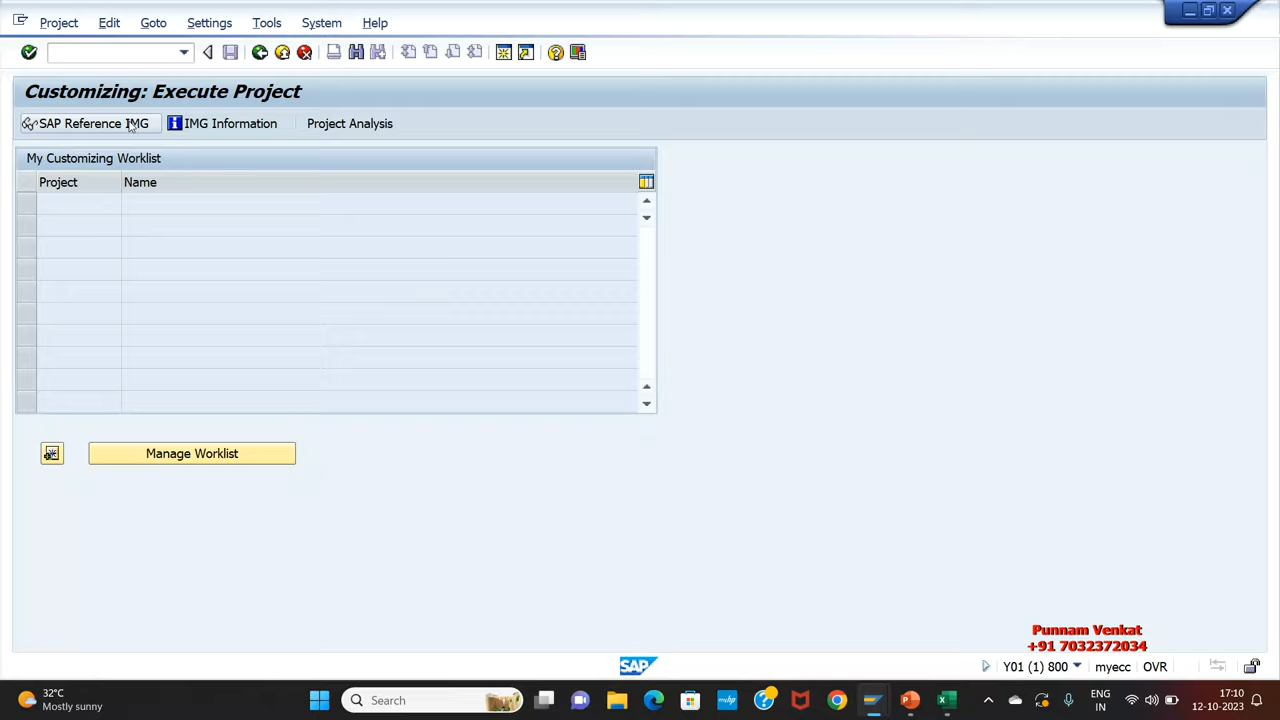 Project Edit Goto Settings Tools System Help
Customizing: Execute Project
SAP Reference IMG IMG Information Project Analysis
My Customizing Worklist
Project Name
Manage Worklist
Punnam Venkat
+91 7032372034
SAP Y01 (1) 800 myecc OVR
32°C
Mostly sunny
Search
mhp
ENG
IN
17:10
12-10-2023